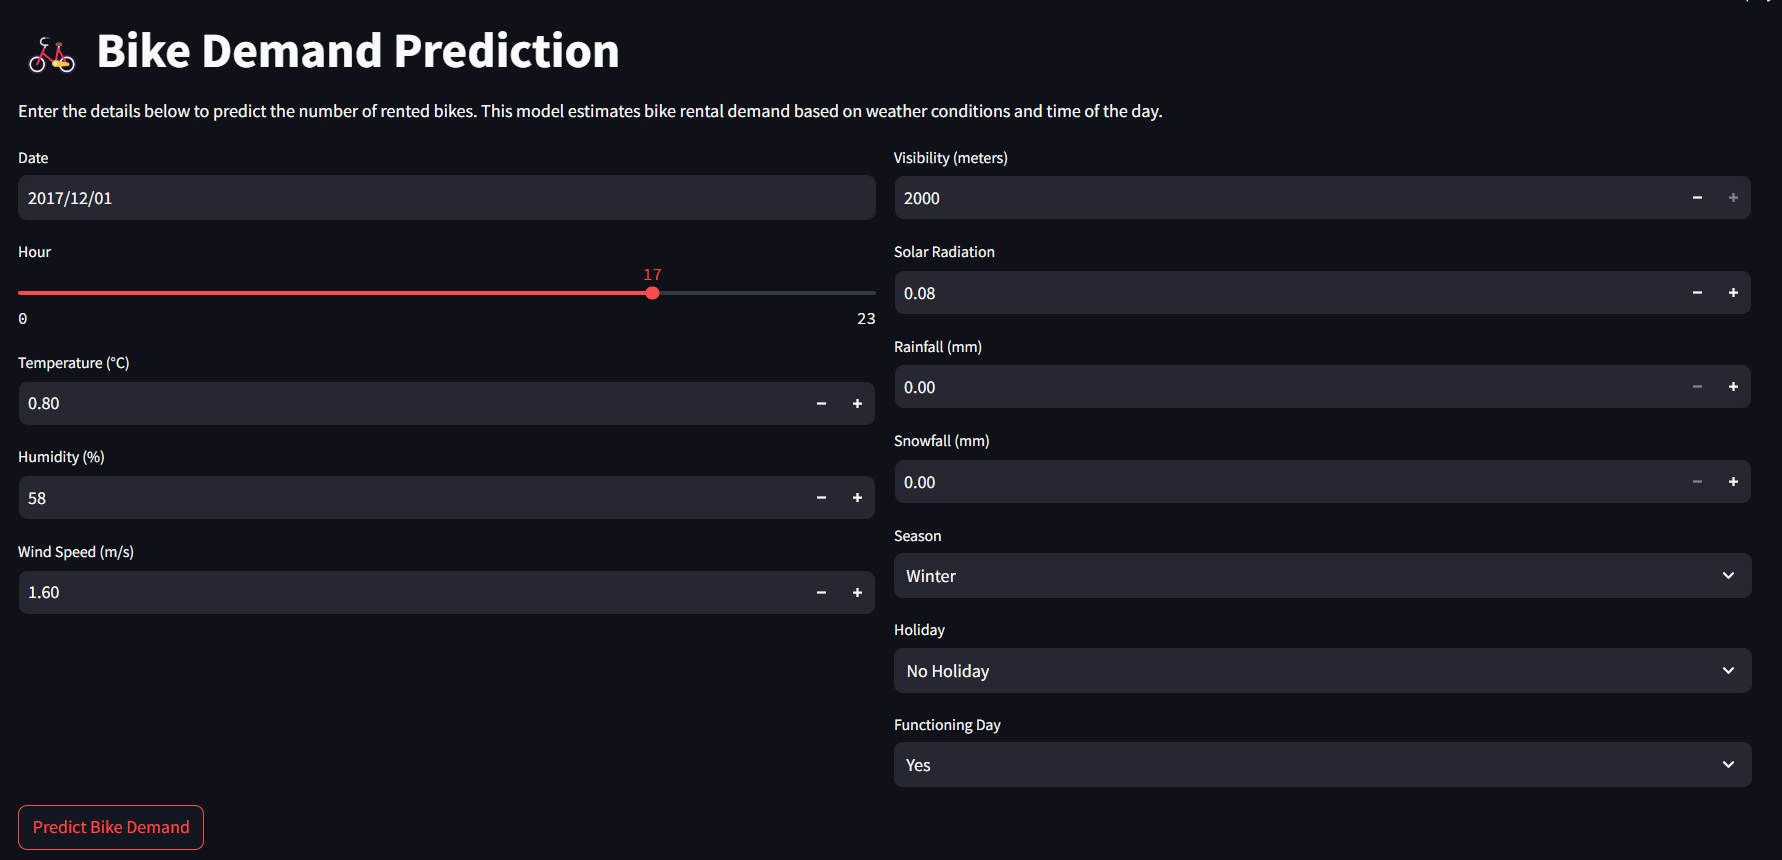 Bike Demand Prediction
Enter the details below to predict the number of rented bikes. This model estimates bike rental demand based on weather conditions and time of the day.
Date
2017/12/01
Hour
17
0
23
Temperature (°C)
0.80
Humidity (%)
58
Wind Speed (m/s)
1.60
Visibility (meters)
2000
Solar Radiation
0.08
Rainfall (mm)
0.00
Snowfall (mm)
0.00
Season
Winter
Holiday
No Holiday
Functioning Day
Yes
Predict Bike Demand